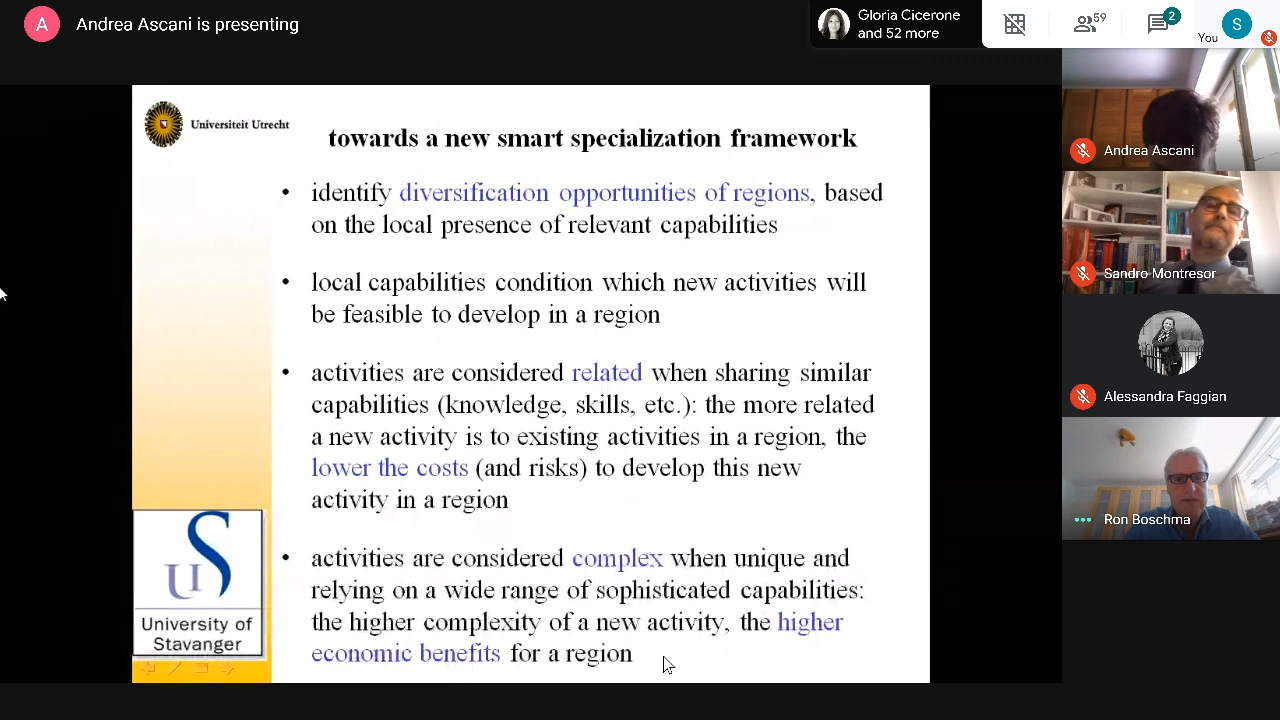 A
Andrea Ascani is presenting
Gloria Cicerone
and 52 more
59
2
You
S
Universiteit Utrecht
towards a new smart specialization framework
• identify diversification opportunities of regions, based
on the local presence of relevant capabilities
• local capabilities condition which new activities will
be feasible to develop in a region
• activities are considered related when sharing similar
capabilities (knowledge, skills, etc.): the more related
a new activity is to existing activities in a region, the
lower the costs (and risks) to develop this new
activity in a region
• activities are considered complex when unique and
relying on a wide range of sophisticated capabilities:
the higher complexity of a new activity, the higher
economic benefits for a region
US
University of
Stavanger
Andrea Ascani
Sandro Montresor
Alessandra Faggian
Ron Boschma